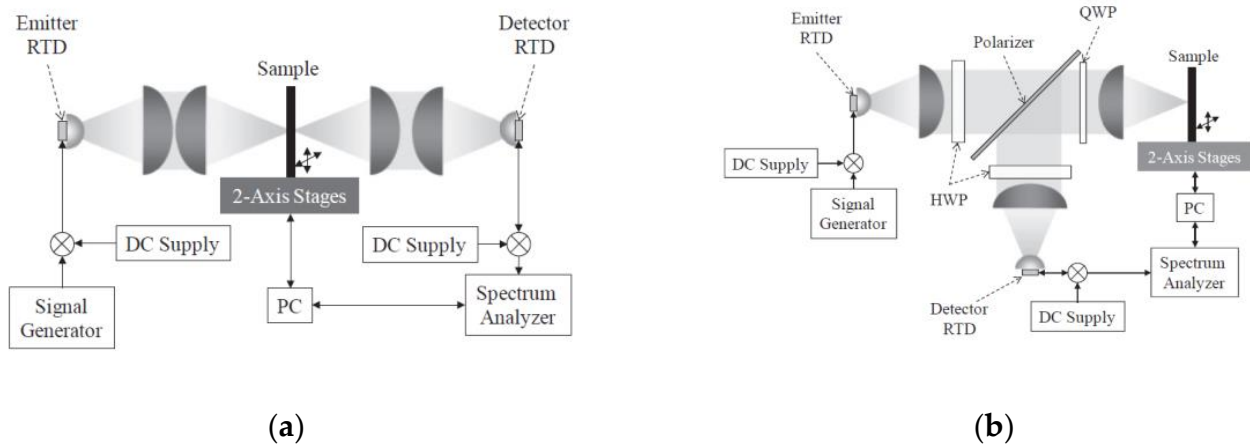 Emitter
RTD
Detector
RTD
Sample
2-Axis Stages
DC Supply
DC Supply
Signal
Generator
PC
Spectrum
Analyzer
(a)
Emitter
RTD
Polarizer
QWP
Sample
DC Supply
2-Axis Stages
Signal
Generator
HWP
PC
Detector
RTD
DC Supply
Spectrum
Analyzer
(b)